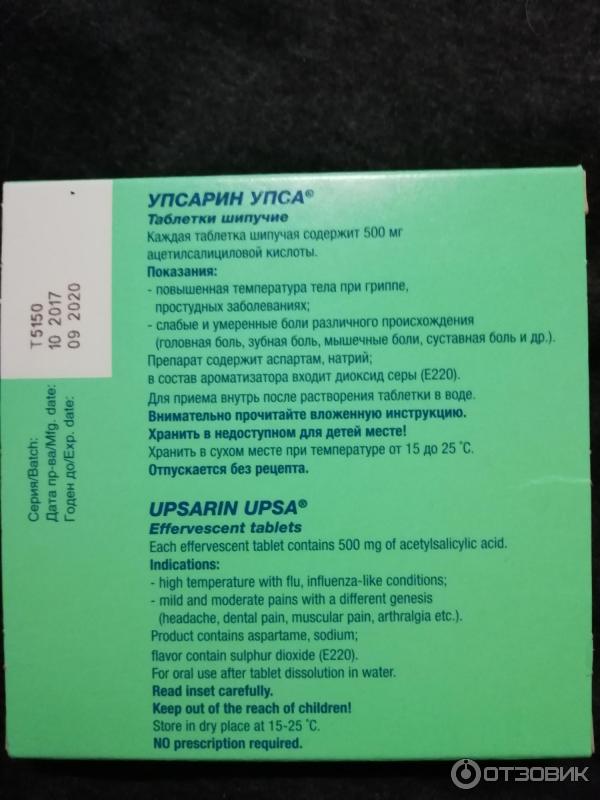 УПСАРИН УПСА®
Таблетки шипучие
Каждая таблетка шипучая содержит 500 мг
ацетилсалициловой кислоты.
Показания:
- повышенная температура тела при гриппе,
простудных заболеваниях;
- слабые и умеренные боли различного происхождения
(головная боль, зубная боль, мышечные боли, суставная боль и др.).
Препарат содержит аспартам, натрий;
в состав ароматизатора входит диоксид серы (E220).
Для приема внутрь после растворения таблетки в воде.
Внимательно прочитайте вложенную инструкцию.
Хранить в недоступном для детей месте!
Хранить в сухом месте при температуре от 15 до 25 °С.
Отпускается без рецепта.
UPSARIN UPSA®
Effervescent tablets
Each effervescent tablet contains 500 mg of acetylsalicylic acid.
Indications:
- high temperature with flu, influenza-like conditions;
- mild and moderate pains with a different genesis
(headache, dental pain, muscular pain, arthralgia etc.).
Product contains aspartame, sodium;
flavor contain sulphur dioxide (E220).
For oral use after tablet dissolution in water.
Read inset carefully.
Keep out of the reach of children!
Store in dry place at 15-25 °C.
NO prescription required.
Серия/Batch: T5150
Дата пр-ва/Mfg. date: 10 2017
Годен до/Exp. date: 09 2020
ОТЗОВИК